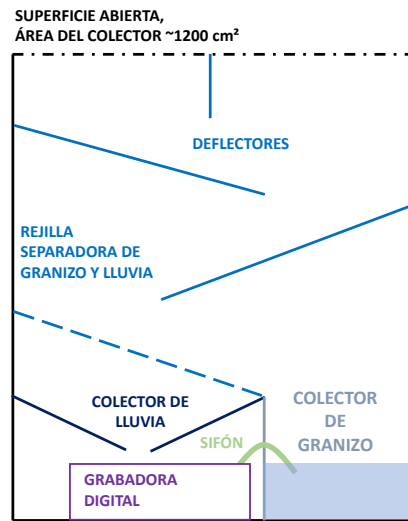 SUPERFICIE ABIERTA,
ÁREA DEL COLECTOR ~1200 cm²
DEFLECTORES
REJILLA
SEPARADORA DE
GRANIZO Y LLUVIA
COLECTOR DE
LLUVIA
COLECTOR
DE
GRANIZO
SIFÓN
GRABADORA
DIGITAL